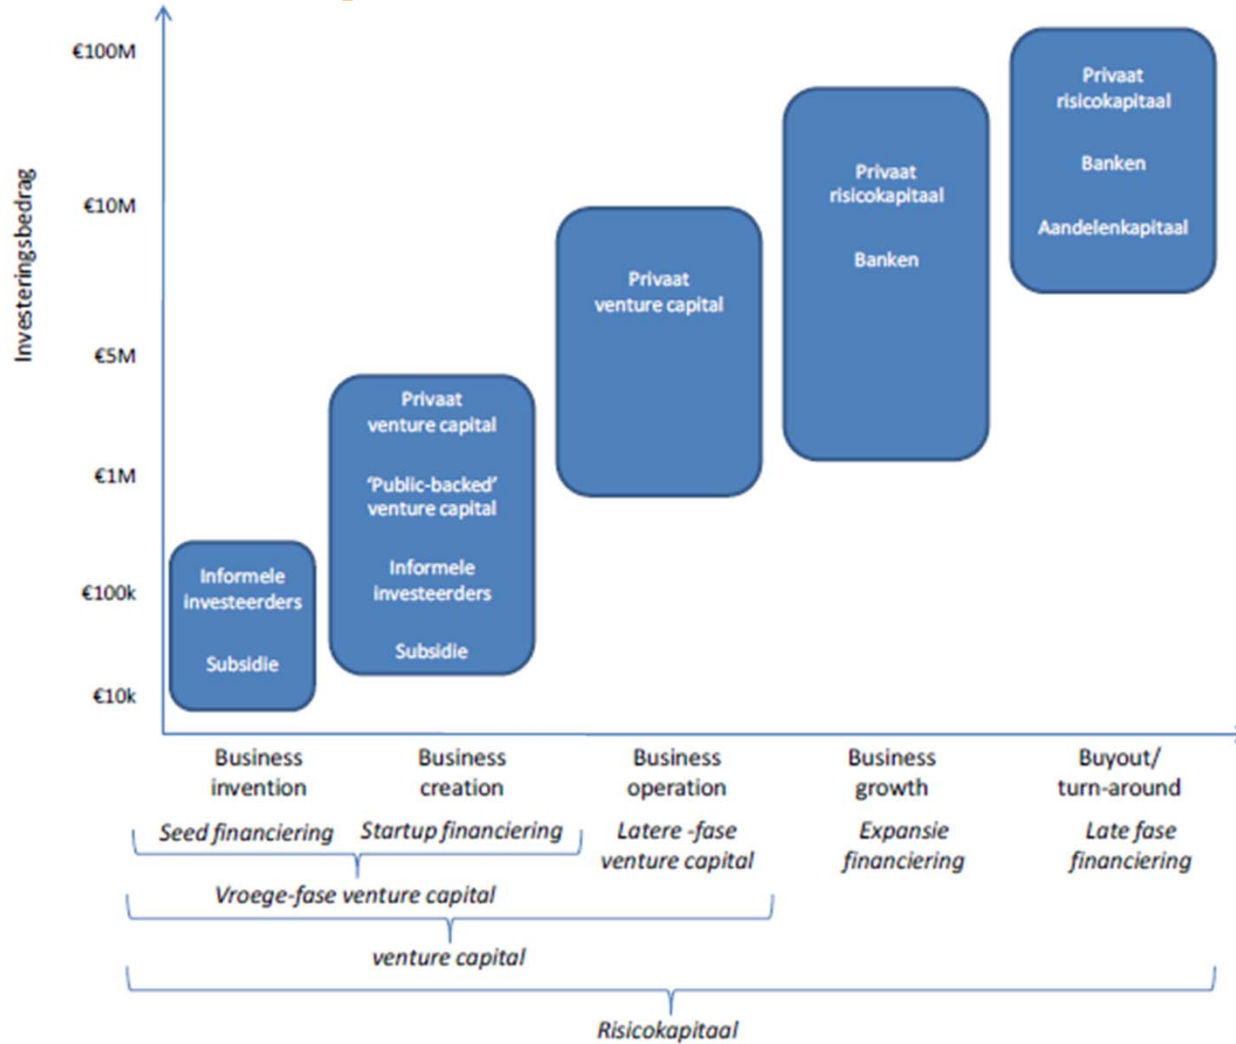 €100M
€10M
€5M
€1M
€100k
€10k
Investeringsbedrag
Informele
investeerders
Subsidie
Privaat
venture capital
‘Public-backed’
venture capital
Informele
investeerders
Subsidie
Privaat
venture capital
Privaat
risicokapitaal
Banken
Privaat
risicokapitaal
Banken
Aandelenkapitaal
Business
invention
Business
creation
Business
operation
Business
growth
Buyout/
turn-around
Seed financiering
Startup financiering
Latere -fase
venture capital
Expansie
financiering
Late fase
financiering
Vroege-fase venture capital
venture capital
Risicokapitaal